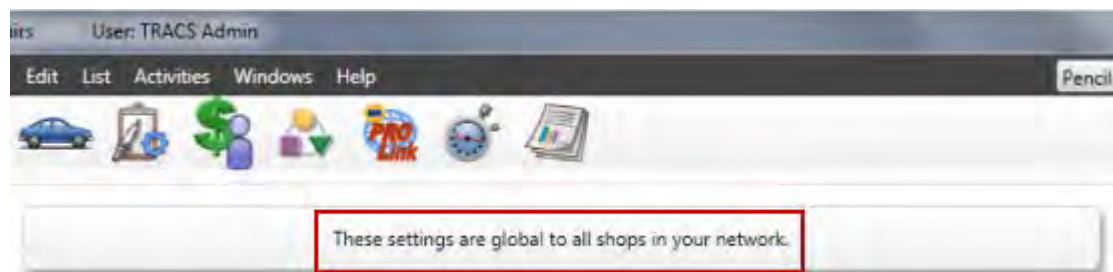 irs User: TRACS Admin
Edit List Activities Windows Help Pencil
PRO
Link
These settings are global to all shops in your network.